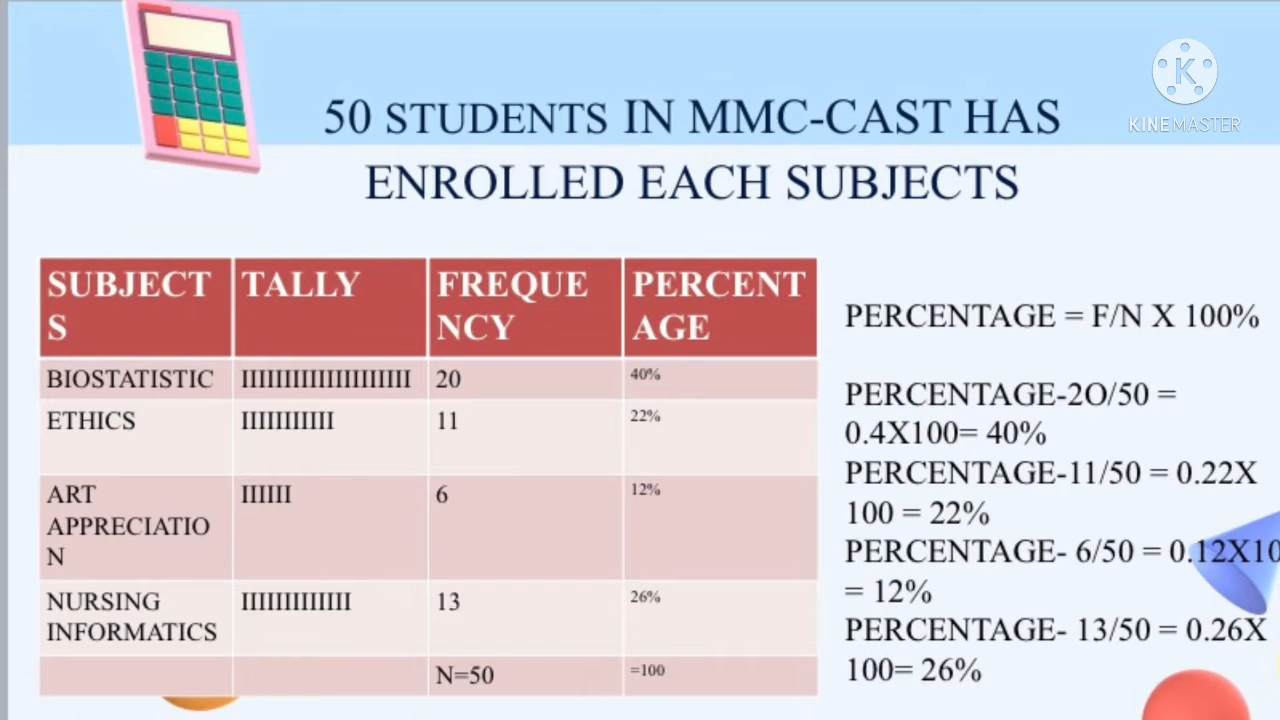 50 STUDENTS IN MMC-CAST HAS
ENROLLED EACH SUBJECTS
K
KINEMASTER
SUBJECT
S
TALLY
FREQUE
NCY
PERCENT
AGE
BIOSTATISTIC
IIIIIIIIIIIIIIIIIIII
20
40%
ETHICS
IIIIIIIIIII
11
22%
ART
APPRECIATIO
N
IIIIII
6
12%
NURSING
INFORMATICS
IIIIIIIIIIIII
13
26%
N=50
=100
PERCENTAGE = F/N X 100%
PERCENTAGE-2O/50 =
0.4X100= 40%
PERCENTAGE-11/50 = 0.22X
100 = 22%
PERCENTAGE- 6/50 = 0.12X10
= 12%
PERCENTAGE- 13/50 = 0.26X
100= 26%